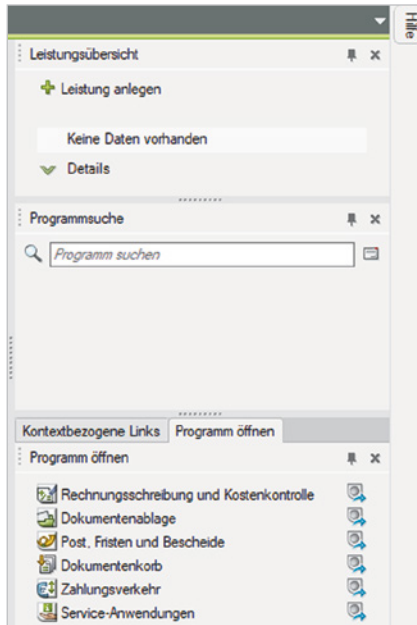 Hilfe
Leistungsübersicht
Leistung anlegen
Keine Daten vorhanden
Details
Programmsuche
Programm suchen
Kontextbezogene Links Programm öffnen
Programm öffnen
Rechnungsschreibung und Kostenkontrolle
Dokumentenablage
Post, Fristen und Bescheide
Dokumentenkorb
Zahlungsverkehr
Service-Anwendungen